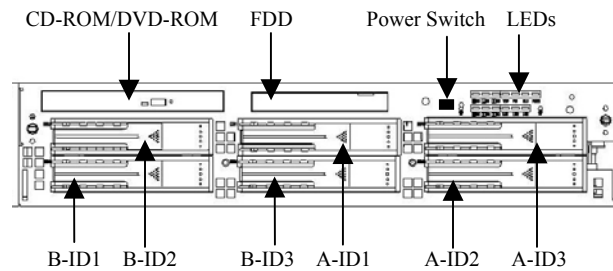 CD-ROM/DVD-ROM FDD Power Switch LEDs
B-ID1 B-ID2 B-ID3 A-ID1 A-ID2 A-ID3